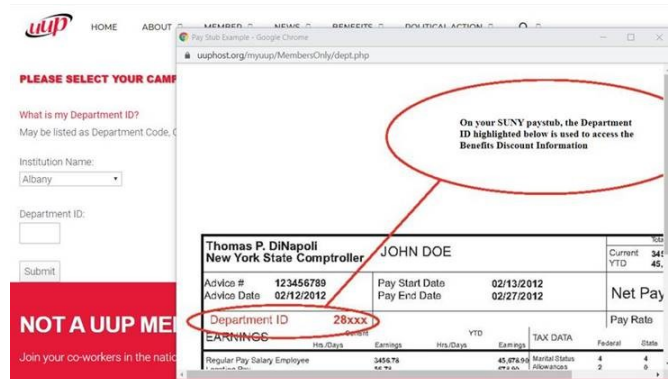 uup
HOME
ABOUT
MEMBER
NEWS
BENEFITS
POLITICAL ACTION
Pay Stub Example - Google Chrome
uuphost.org/myuup/MembersOnly/dept.php
PLEASE SELECT YOUR CAMP
What is my Department ID?
May be listed as Department Code, C
Institution Name:
Albany
Department ID:
Submit
NOT A UUP ME
Join your co-workers in the natio
On your SUNY paystub, the Department
ID highlighted below is used to access the
Benefits Discount Information
Thomas P. DiNapoli
New York State Comptroller
JOHN DOE
Current
YTD 45,
Advice # 123456789
Advice Date 02/12/2012
Pay Start Date 02/13/2012
Pay End Date 02/27/2012
Net Pay
Department ID 28xxx
Pay Rate
EARNINGS
Current
YTD
TAX DATA
Federal
State
Hrs./Days
Earnings
Hrs./Days
Earnings
Regular Pay Salary Employee 3456.78 45,678.90
Marital Status 4 4
Allowances 2